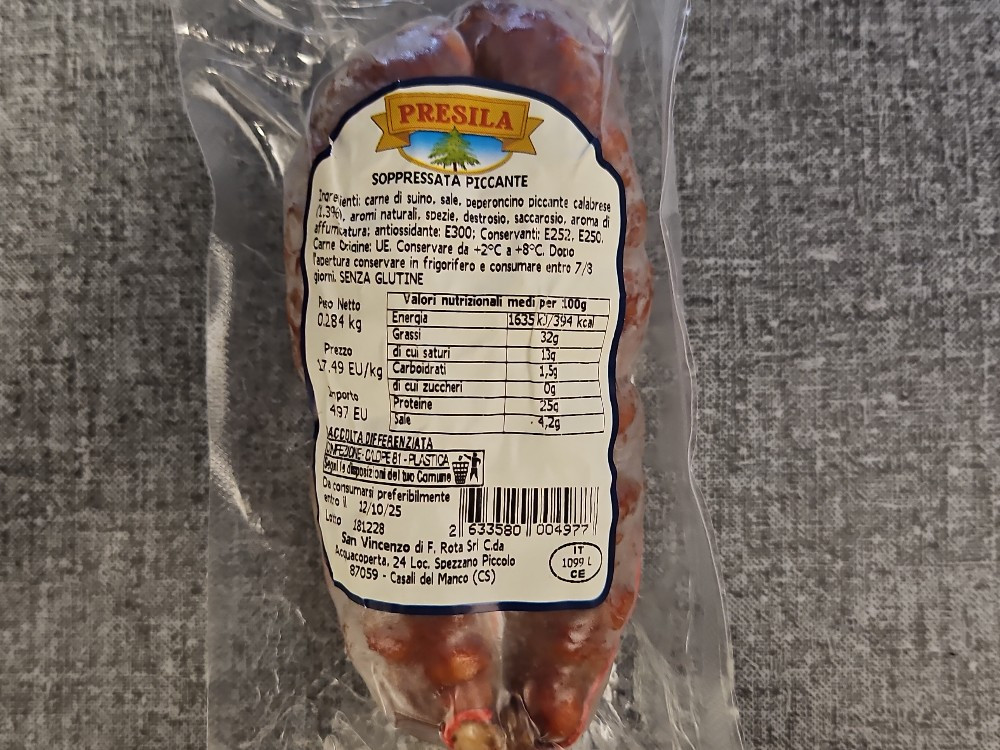 PRESILA
SOPPRESSATA PICCANTE
Ingredienti: carne di suino, sale, peperoncino piccante calabrese
(1,3%), aromi naturali, spezie, destrosio, saccarosio, aroma di
affumicatura; antiossidante: E300; Conservanti: E252, E250.
Carne Origine: UE. Conservare da +2°C a +8°C. Dopo
l'apertura conservare in frigorifero e consumare entro 7/8
giorni. SENZA GLUTINE
Peso Netto
0.284 kg
Prezzo
17.49 EU/kg
Importo
4.97 EU
Valori nutrizionali medi per 100g
Energia 1635 kJ/394 kcal
Grassi 32g
di cui saturi 13g
Carboidrati 1,5g
di cui zuccheri 0g
Proteine 25g
Sale 4,2g
RACCOLTA DIFFERENZIATA
CONFEZIONE: C/LDPE 81 - PLASTICA
Segui le disposizioni del tuo Comune
Da consumarsi preferibilmente
entro il 12/10/25
Lotto 181228
2 633580 004977
San Vincenzo di F. Rota Srl C.da
Acquacoperta, 24 Loc. Spezzano Piccolo
87059 - Casali del Manco (CS)
IT
1099 L
CE